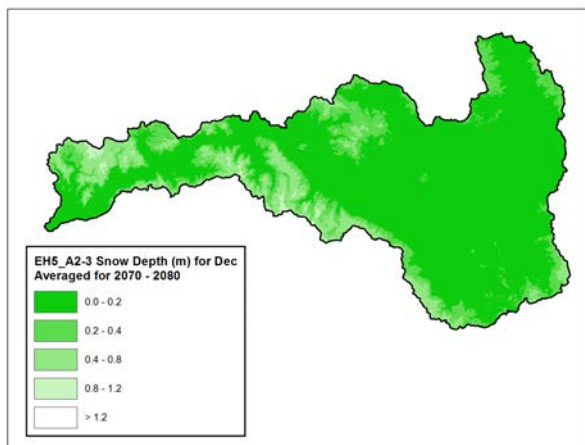 EH5_A2-3 Snow Depth (m) for Dec
Averaged for 2070 - 2080
0.0 - 0.2
0.2 - 0.4
0.4 - 0.8
0.8 - 1.2
> 1.2